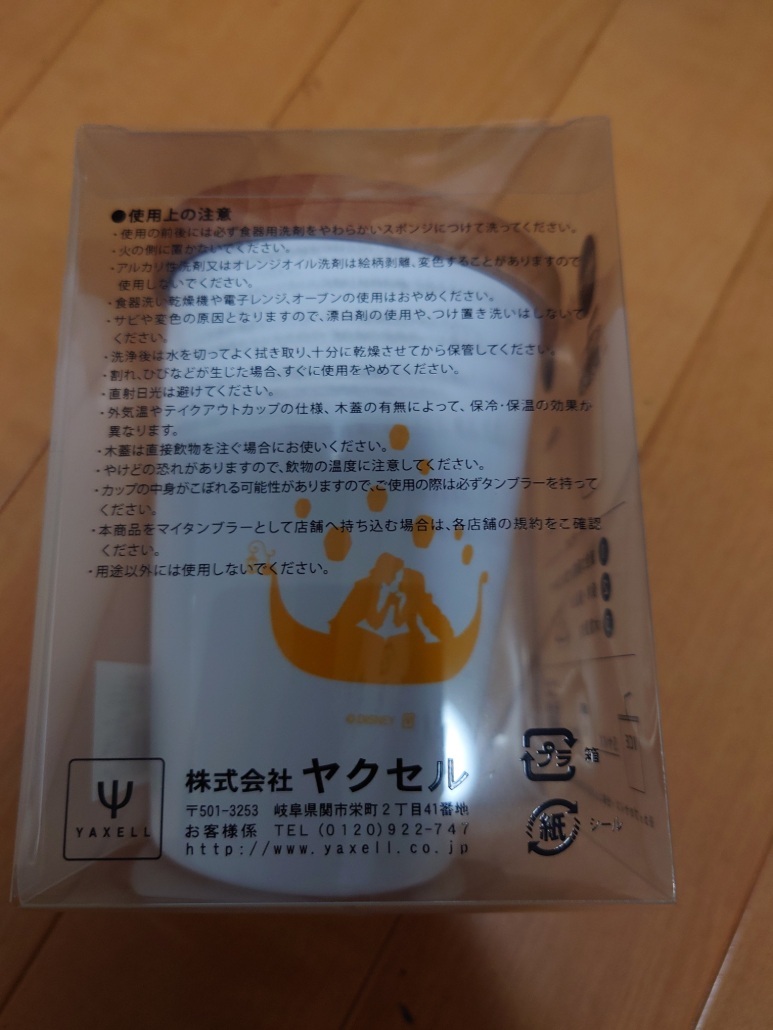 ●使用上の注意
・使用の前後には必ず食器用洗剤をやわらかいスポンジにつけて洗ってください。
・火の側に置かないでください。
・アルカリ性洗剤又はオレンジオイル洗剤は絵柄剥離、変色することがありますので
使用しないでください。
・食器洗い乾燥機や電子レンジ、オーブンの使用はおやめください。
・サビや変色の原因となりますので、漂白剤の使用や、つけ置き洗いはしないで
ください。
・洗浄後は水を切ってよく拭き取り、十分に乾燥させてから保管してください。
・割れ、ひびなどが生じた場合、すぐに使用をやめてください。
・直射日光は避けてください。
・外気温やテイクアウトカップの仕様、木蓋の有無によって、保冷・保温の効果が
異なります。
・木蓋は直接飲物を注ぐ場合にお使いください。
・やけどの恐れがありますので、飲物の温度に注意してください。
・カップの中身がこぼれる可能性がありますので、ご使用の際は必ずタンブラーを持って
ください。
・本商品をマイタンブラーとして店舗へ持ち込む場合は、各店舗の規約をご確認
ください。
・用途以外には使用しないでください。
©DISNEY
YAXELL
株式会社 ヤクセル
〒501-3253 岐阜県関市栄町2丁目41番地
お客様係 TEL (0120)922-747
http://www.yaxell.co.jp
プラ 箱
紙 シール